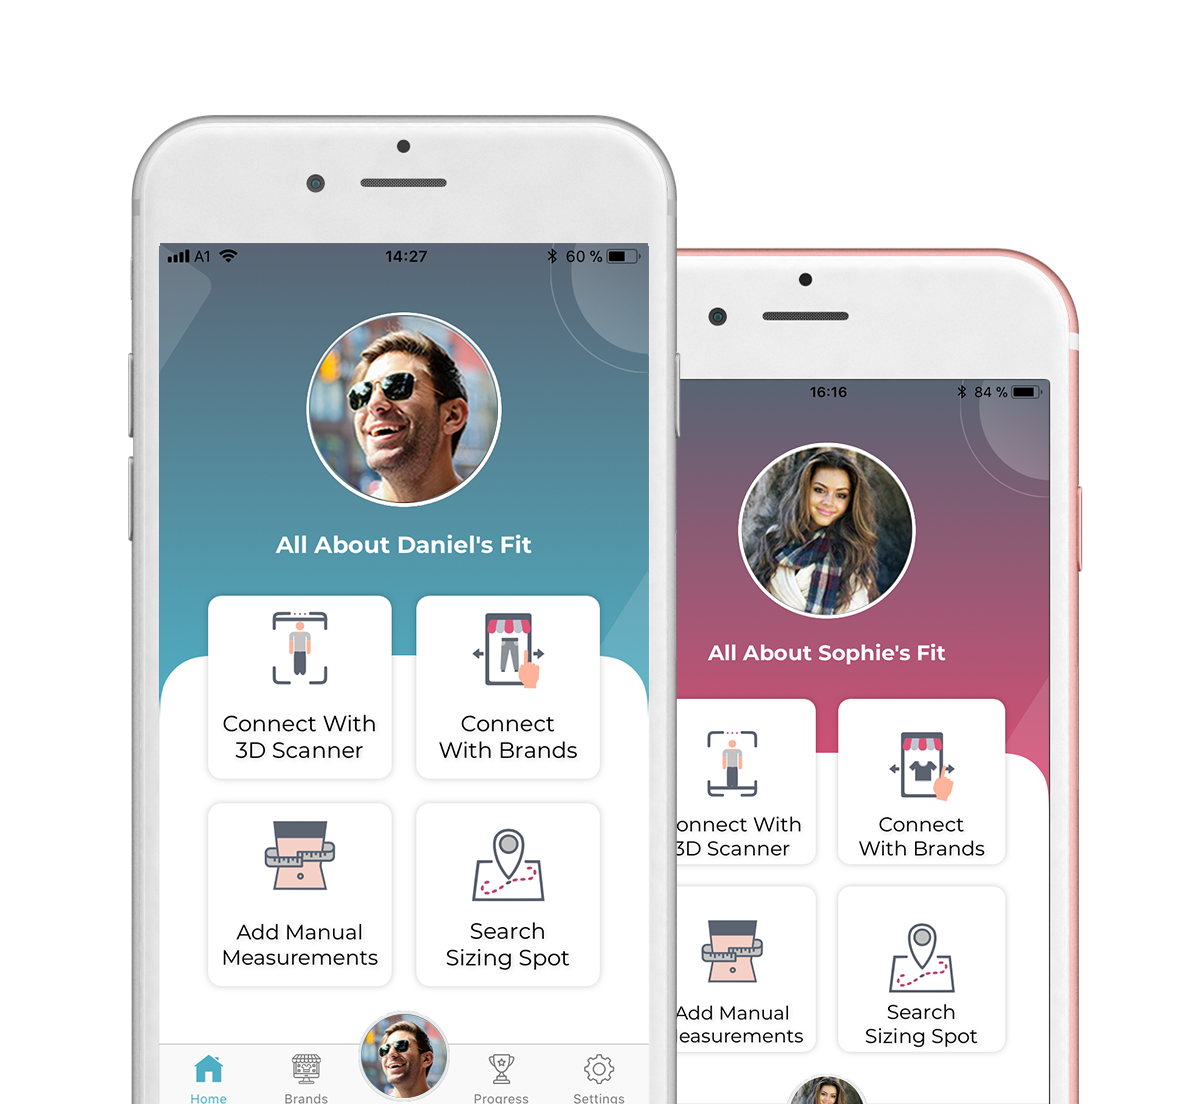 A1 14:27 60 %
All About Daniel's Fit
Connect With
3D Scanner
Connect
With Brands
Add Manual
Measurements
Search
Sizing Spot
Home
Brands
Progress
Settings
16:16 84 %
All About Sophie's Fit
onnect With
3D Scanner
Connect
With Brands
Add Manual
easurements
Search
Sizing Spot